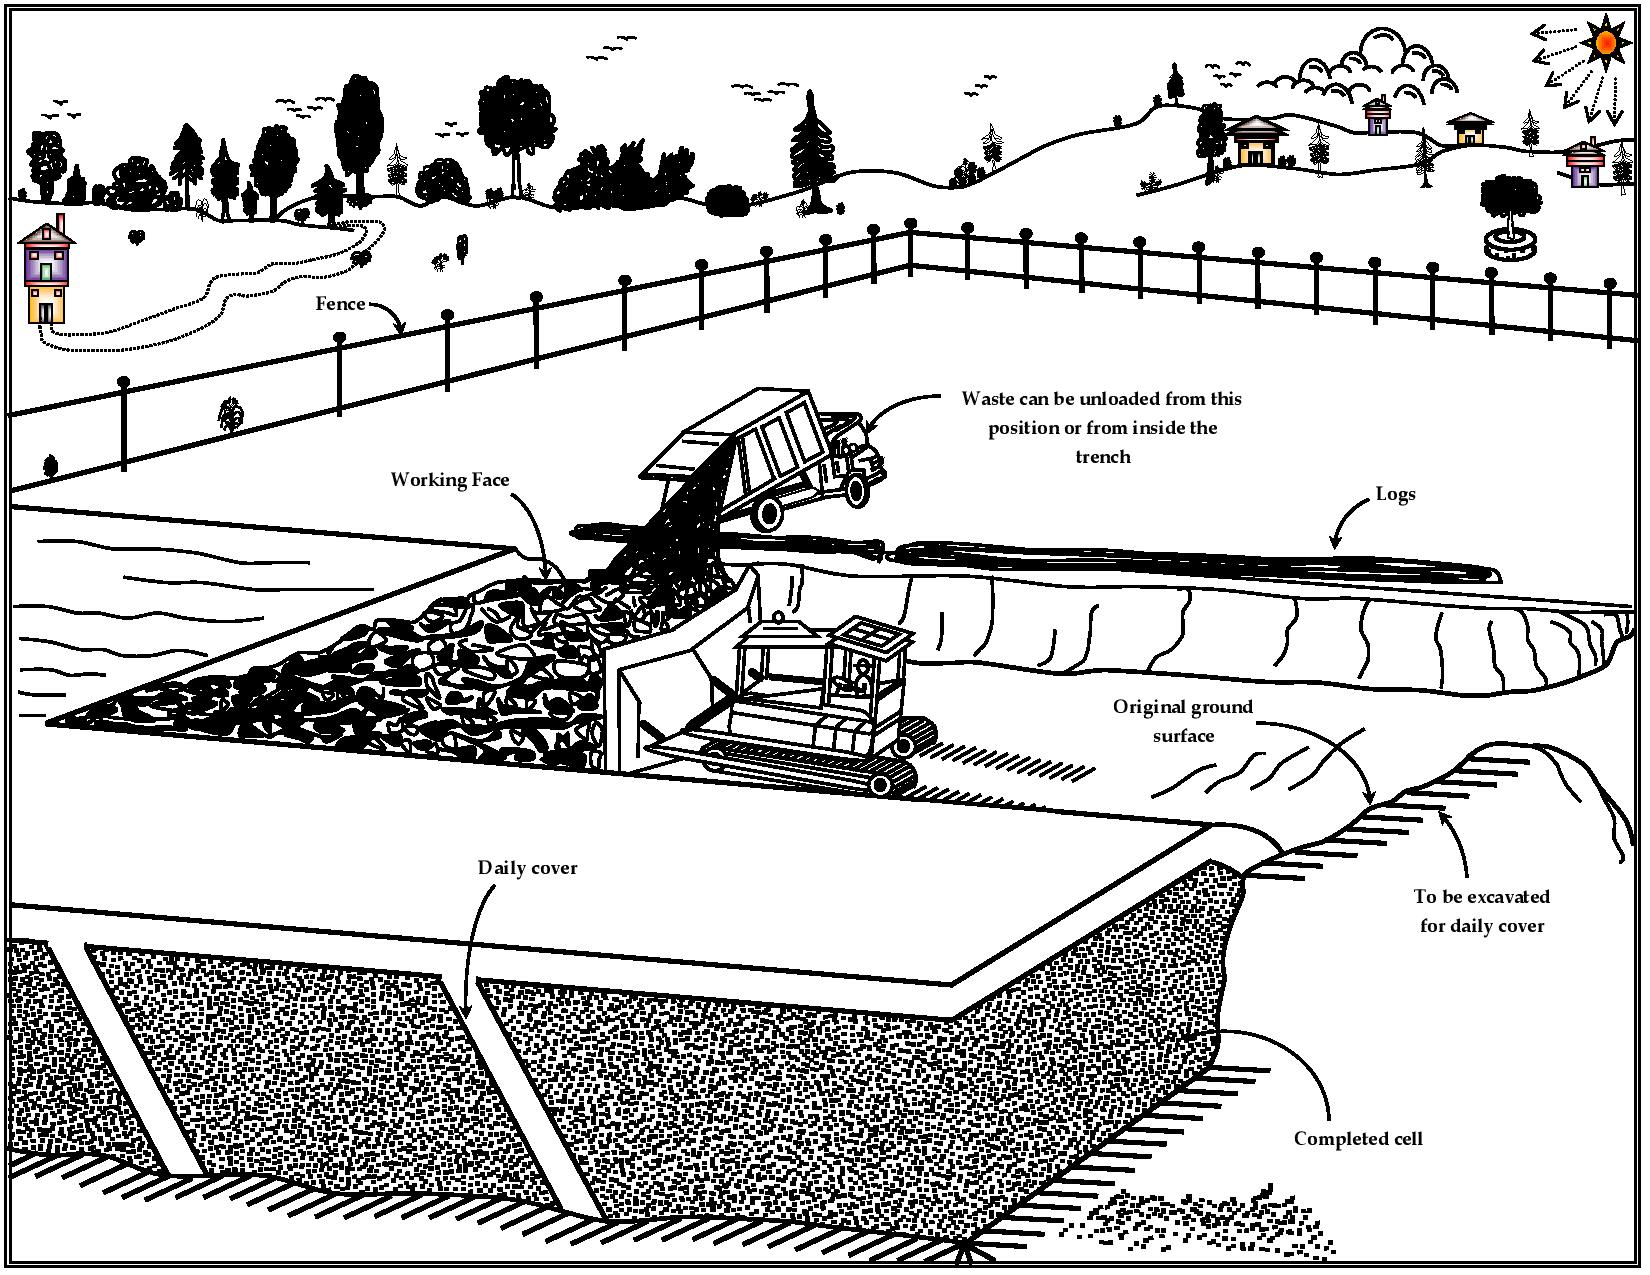 Fence
Waste can be unloaded from this
position or from inside the
trench
Working Face
Logs
Original ground
surface
Daily cover
To be excavated
for daily cover
Completed cell